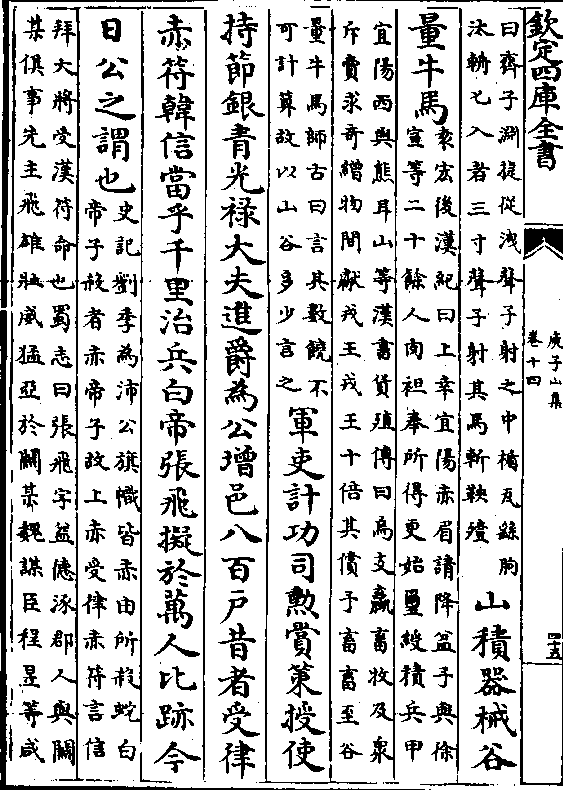 欽定四庫全書
庾子山集
卷十四
四十五
曰齊子淵捷從洩聲子射之中楯瓦繇朐
汰輈匕入者三寸聲子射其馬斬鞅殪
山積器械谷
量牛馬
袁宏後漢紀曰上幸宜陽赤眉請降盆子與徐
宣等二十餘人肉袒奉所得更始璽綬積兵甲
宜陽西與熊耳山等漢書貨殖傳曰烏支臝畜牧及衆
斥賣求奇繒物間獻戎王戎王十倍其償予畜畜至谷
量牛馬師古曰言其數饒不
可計算故以山谷多少言之
軍吏計功司勲賞策授使
持節銀青光禄大夫進爵為公增邑八百户昔者受律
赤符韓信當乎千里治兵白帝張飛擬於萬人比跡今
日公之謂也
史記劉季為沛公旗幟皆赤由所殺蛇白
帝子殺者赤帝子故上赤受律赤符言信
拜大將受漢符命也蜀志曰張飛字益德涿郡人與關
某俱事先主飛雄壯威猛亞於關某魏謀臣程昱等咸